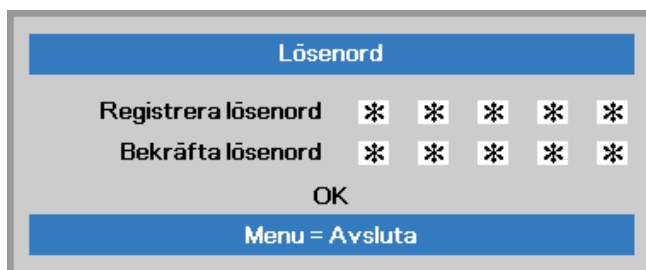 Lösenord
Registrera lösenord * * * * *
Bekräfta lösenord * * * * *
OK
Menu = Avsluta